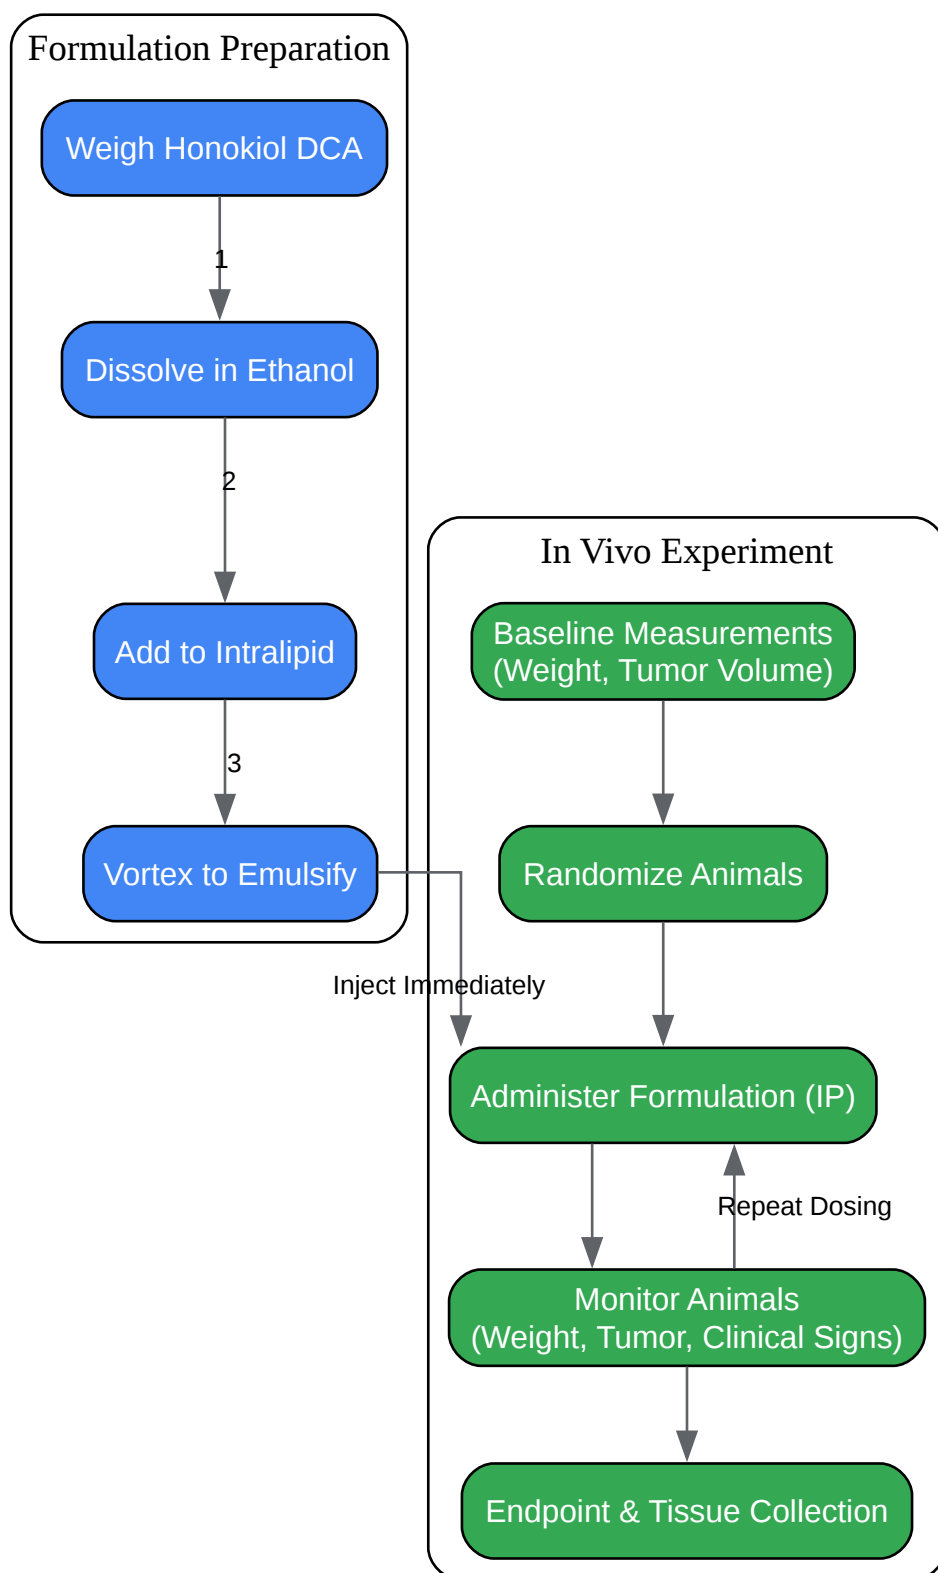 Formulation Preparation
Weigh Honokiol DCA
1
Dissolve in Ethanol
2
Add to Intralipid
3
Vortex to Emulsify
Inject Immediately
In Vivo Experiment
Baseline Measurements
(Weight, Tumor Volume)
Randomize Animals
Administer Formulation (IP)
Repeat Dosing
Monitor Animals
(Weight, Tumor, Clinical Signs)
Endpoint & Tissue Collection